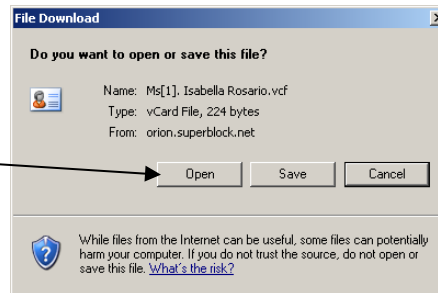 File Download
Do you want to open or save this file?
Name: Ms[1]. Isabella Rosario.vcf
Type: vCard File, 224 bytes
From: orion.superblock.net
Open Save Cancel
While files from the Internet can be useful, some files can potentially
harm your computer. If you do not trust the source, do not open or
save this file. What's the risk?